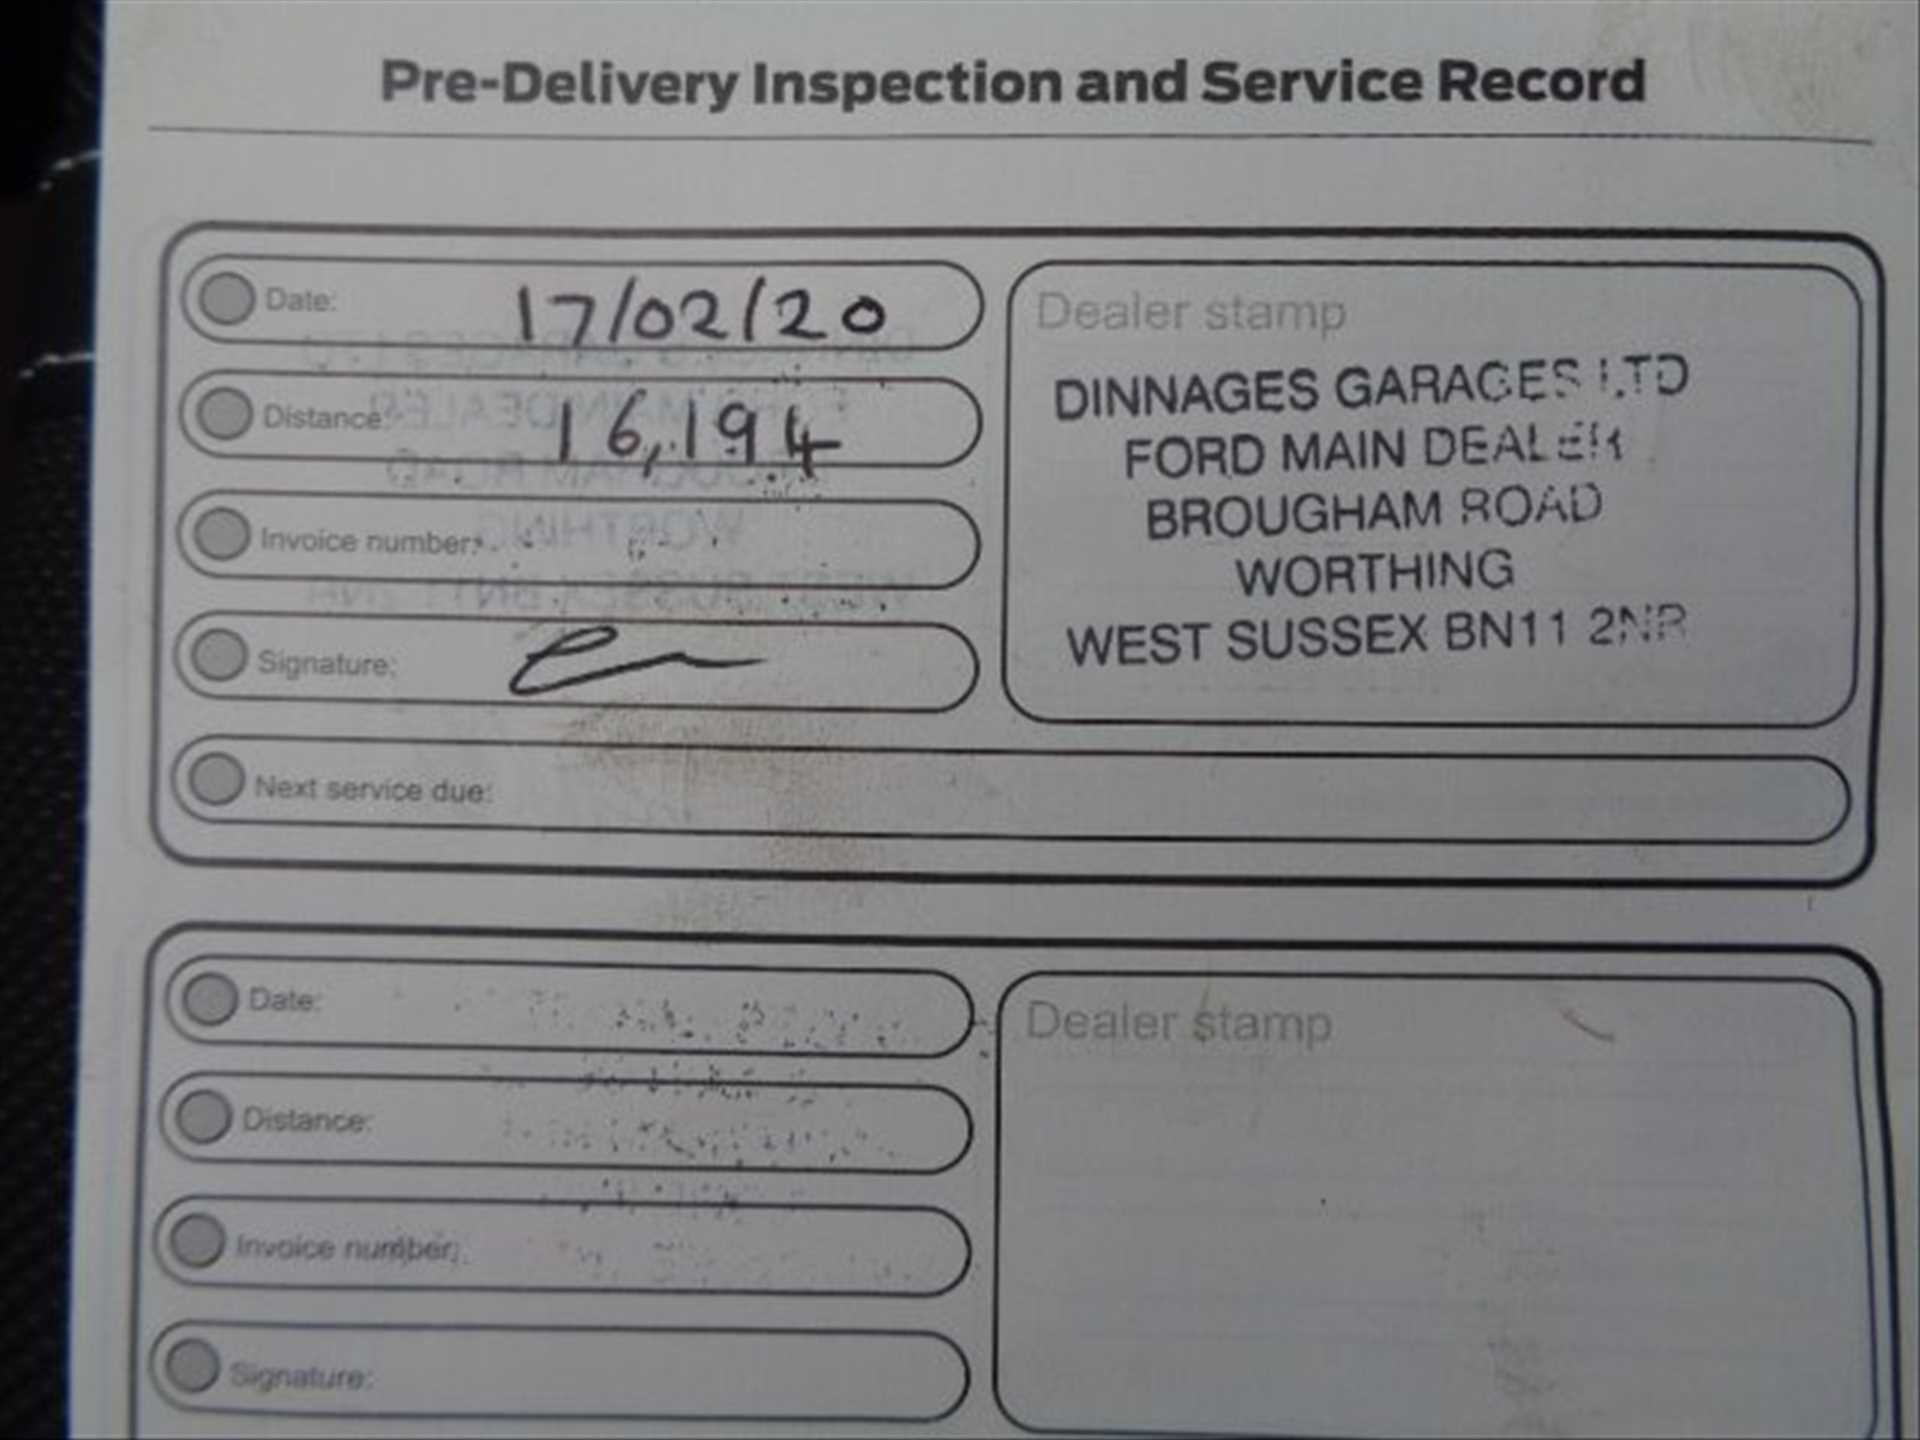 Pre-Delivery Inspection and Service Record
Date: 17/02/20
Distance: 16,194
Invoice number:
Signature:
Next service due:
Dealer stamp
DINNAGES GARAGES LTD
FORD MAIN DEALER
BROUGHAM ROAD
WORTHING
WEST SUSSEX BN11 2NR
Date:
Distance:
Invoice number:
Signature:
Dealer stamp